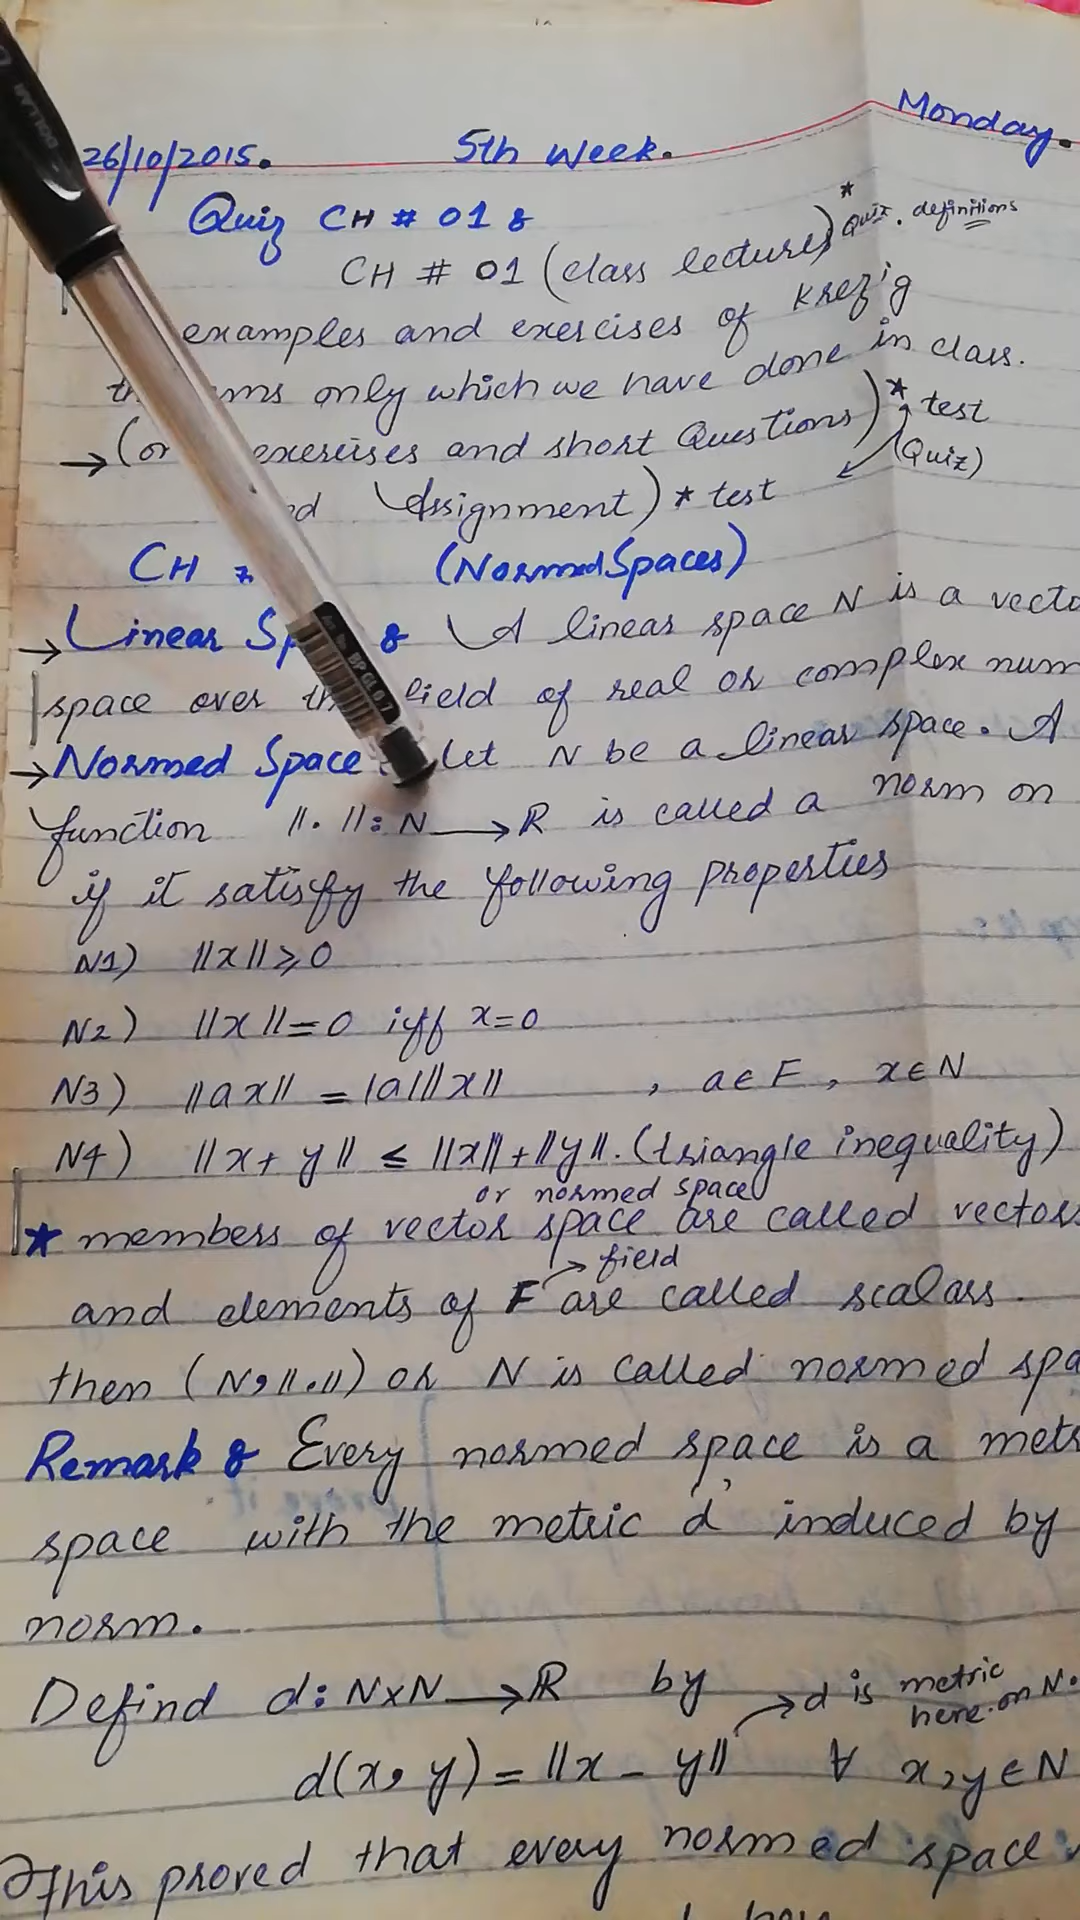 Monday.
26/10/2015. 5th Week.
Quiz CH # 01 :
* Quiz. definitions
CH # 01 (class lectures)
examples and exercises of Krezig
only which we have done in class.
→ (or exercises and short Questions) * test
(Quiz)
Assignment) * test
CH (Normed Spaces)
→ Linear : A linear space N is a
space over field of real or complex
→ Normed Space Let N be a linear space. A
function ||.||: N → R is called a norm on
if it satisfy the following properties
N1) ||x|| ≥ 0
N2) ||x|| = 0 iff x=0
N3) ||ax|| = |a| ||x|| , a ∈ F , x ∈ N
N4) ||x+y|| ≤ ||x|| + ||y||. (triangle inequality)
or normed space
* members of vector space are called vectors
→ field
and elements of F are called scalars.
then (N, ||.||) or N is called normed
Remark : Every normed space is a
space with the metric 'd' induced by
norm.
Defind d: N×N → R by → d is metric
here on N.
d(x, y) = ||x - y|| ∀ x, y ∈ N
This proved that every normed space
DOLLAR